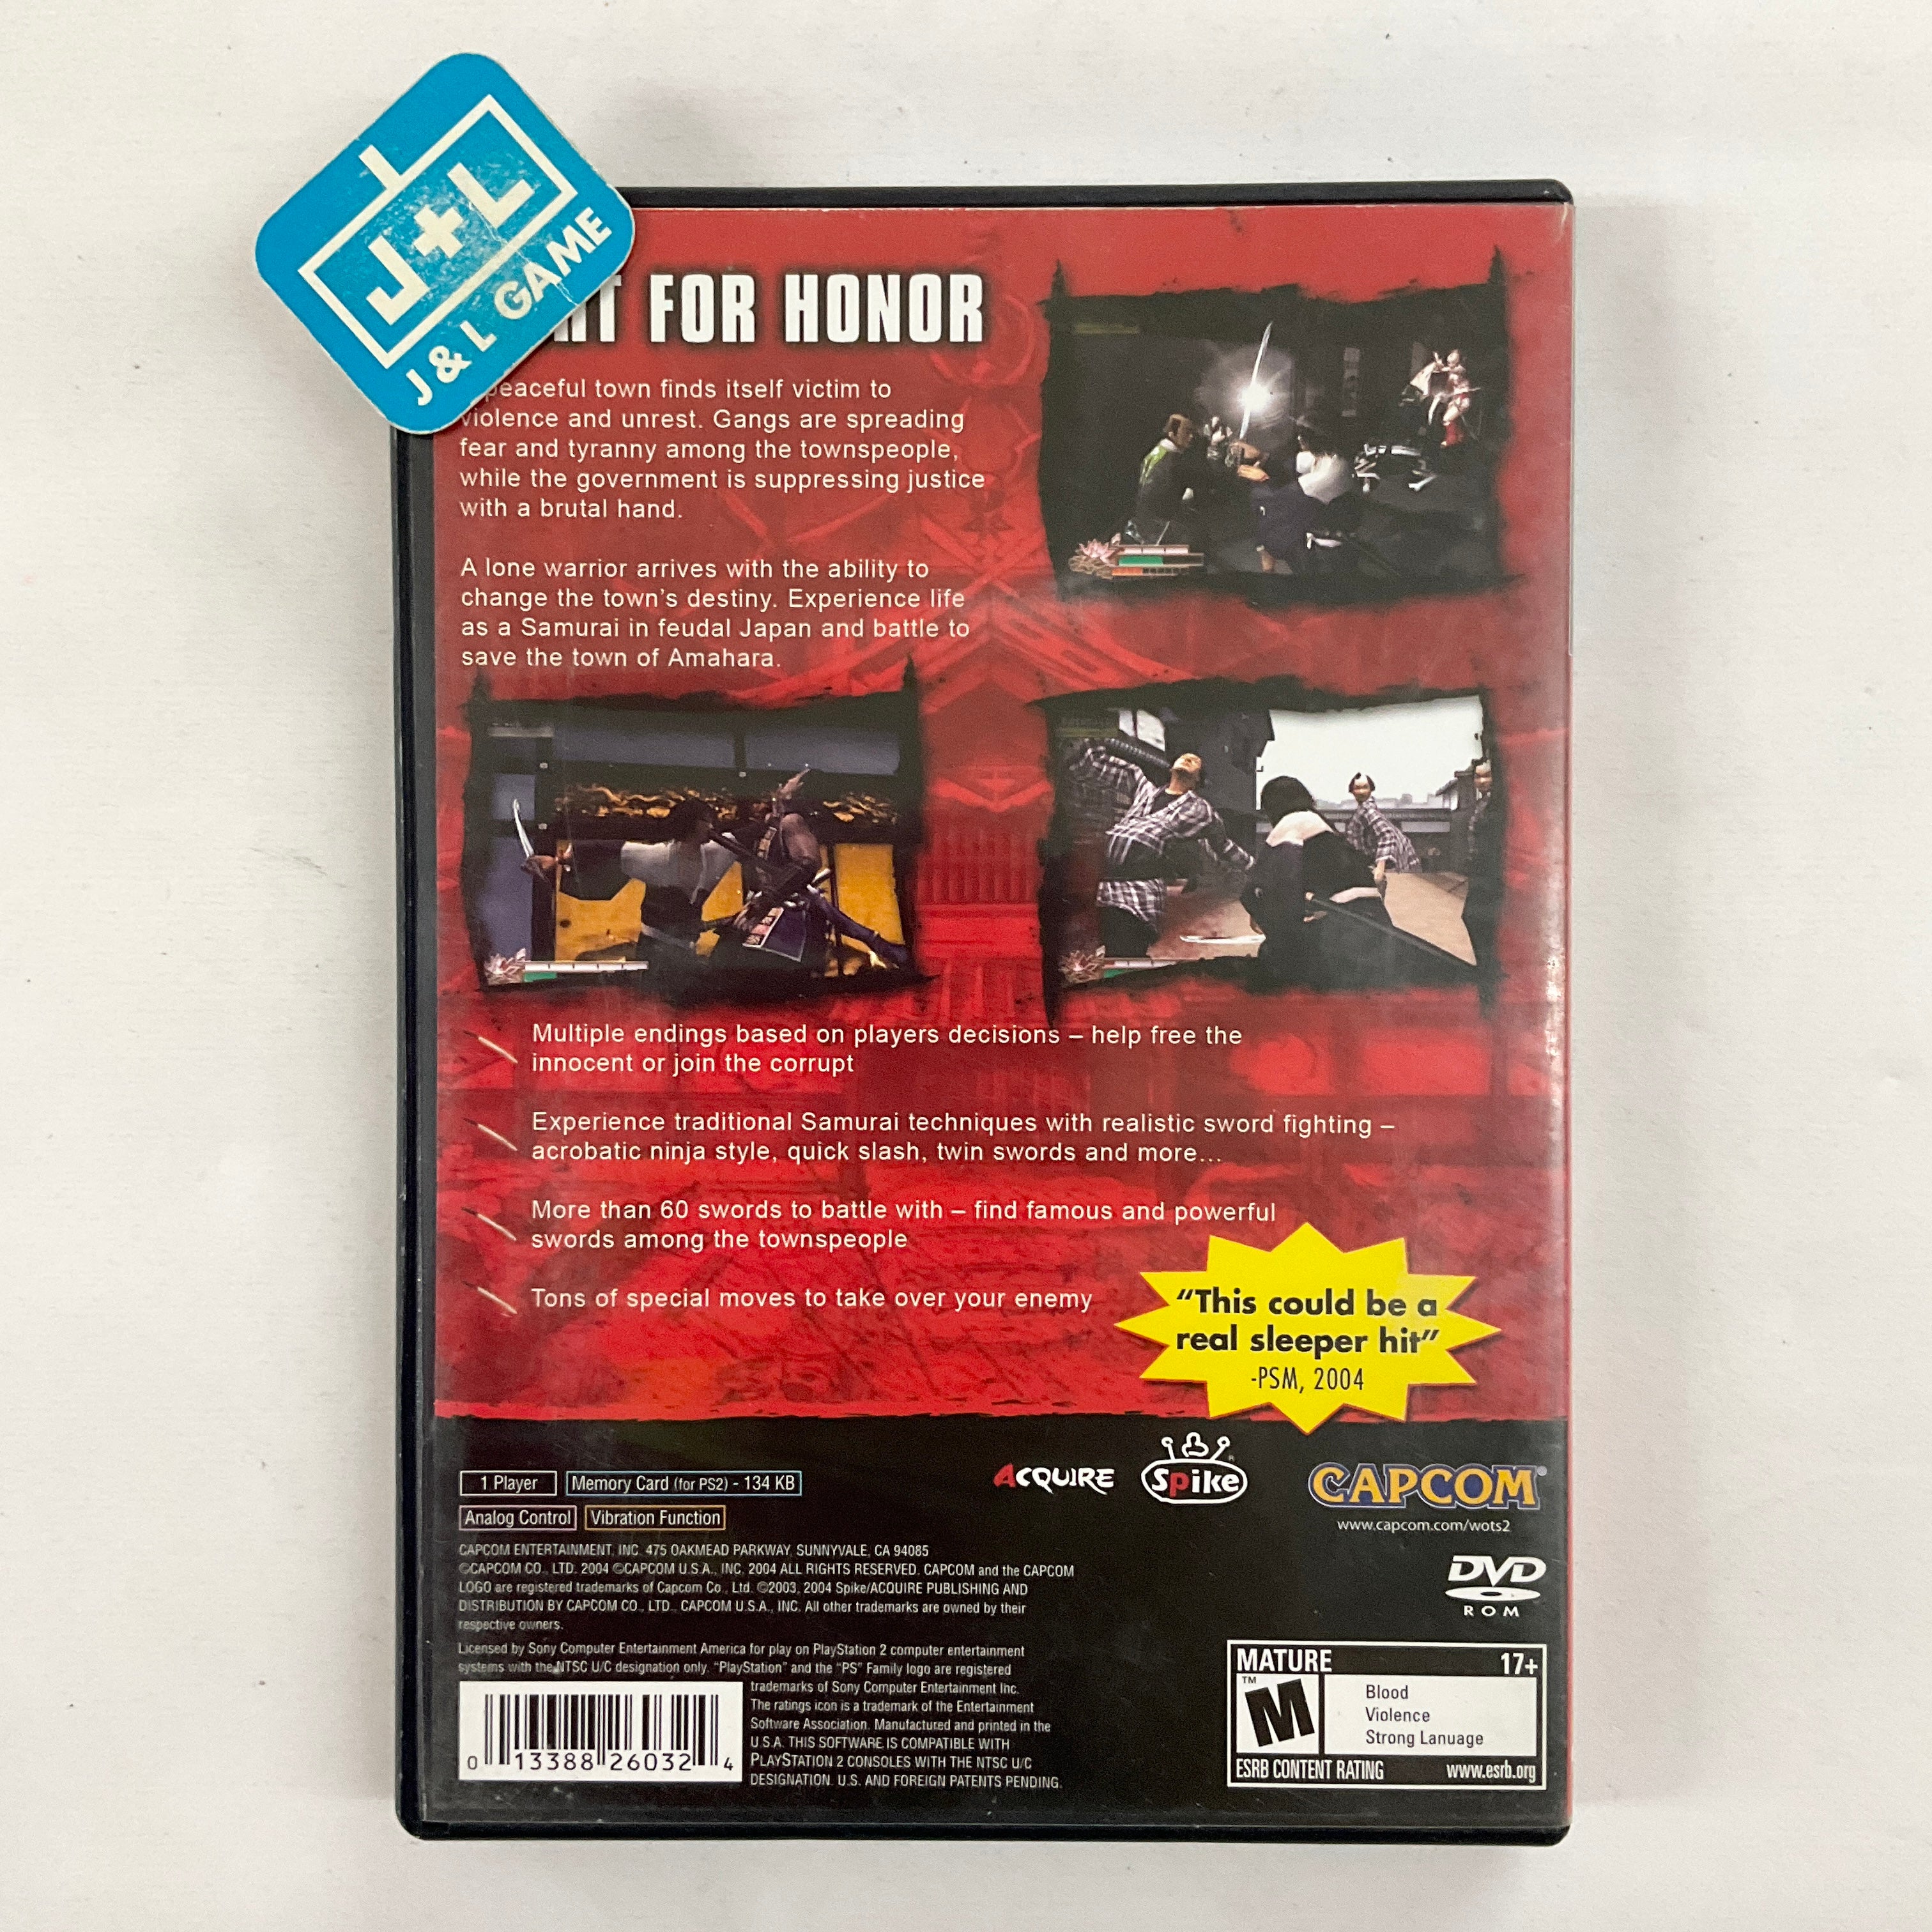 J+L
J & L GAME
FOR HONOR
peaceful town finds itself victim to
violence and unrest. Gangs are spreading
fear and tyranny among the townspeople,
while the government is suppressing justice
with a brutal hand.
A lone warrior arrives with the ability to
change the town's destiny. Experience life
as a Samurai in feudal Japan and battle to
save the town of Amahara.
Multiple endings based on players decisions – help free the
innocent or join the corrupt
Experience traditional Samurai techniques with realistic sword fighting –
acrobatic ninja style, quick slash, twin swords and more...
More than 60 swords to battle with – find famous and powerful
swords among the townspeople
Tons of special moves to take over your enemy
"This could be a
real sleeper hit"
-PSM, 2004
ACQUIRE
Spike
CAPCOM®
www.capcom.com/wots2
1 Player
Memory Card (for PS2) - 134 KB
Analog Control
Vibration Function
CAPCOM ENTERTAINMENT, INC. 475 OAKMEAD PARKWAY, SUNNYVALE, CA 94085
©CAPCOM CO., LTD. 2004 ©CAPCOM U.S.A., INC. 2004 ALL RIGHTS RESERVED. CAPCOM and the CAPCOM
LOGO are registered trademarks of Capcom Co., Ltd. ©2003, 2004 Spike/ACQUIRE PUBLISHING AND
DISTRIBUTION BY CAPCOM CO., LTD., CAPCOM U.S.A., INC. All other trademarks are owned by their
respective owners.
Licensed by Sony Computer Entertainment America for play on PlayStation 2 computer entertainment
systems with the NTSC U/C designation only. "PlayStation" and the "PS" Family logo are registered
trademarks of Sony Computer Entertainment Inc.
The ratings icon is a trademark of the Entertainment
Software Association. Manufactured and printed in the
U.S.A. THIS SOFTWARE IS COMPATIBLE WITH
PLAYSTATION 2 CONSOLES WITH THE NTSC U/C
DESIGNATION. U.S. AND FOREIGN PATENTS PENDING.
0 13388 26032 4
DVD
ROM
MATURE 17+
M™
Blood
Violence
Strong Lanuage
ESRB CONTENT RATING www.esrb.org